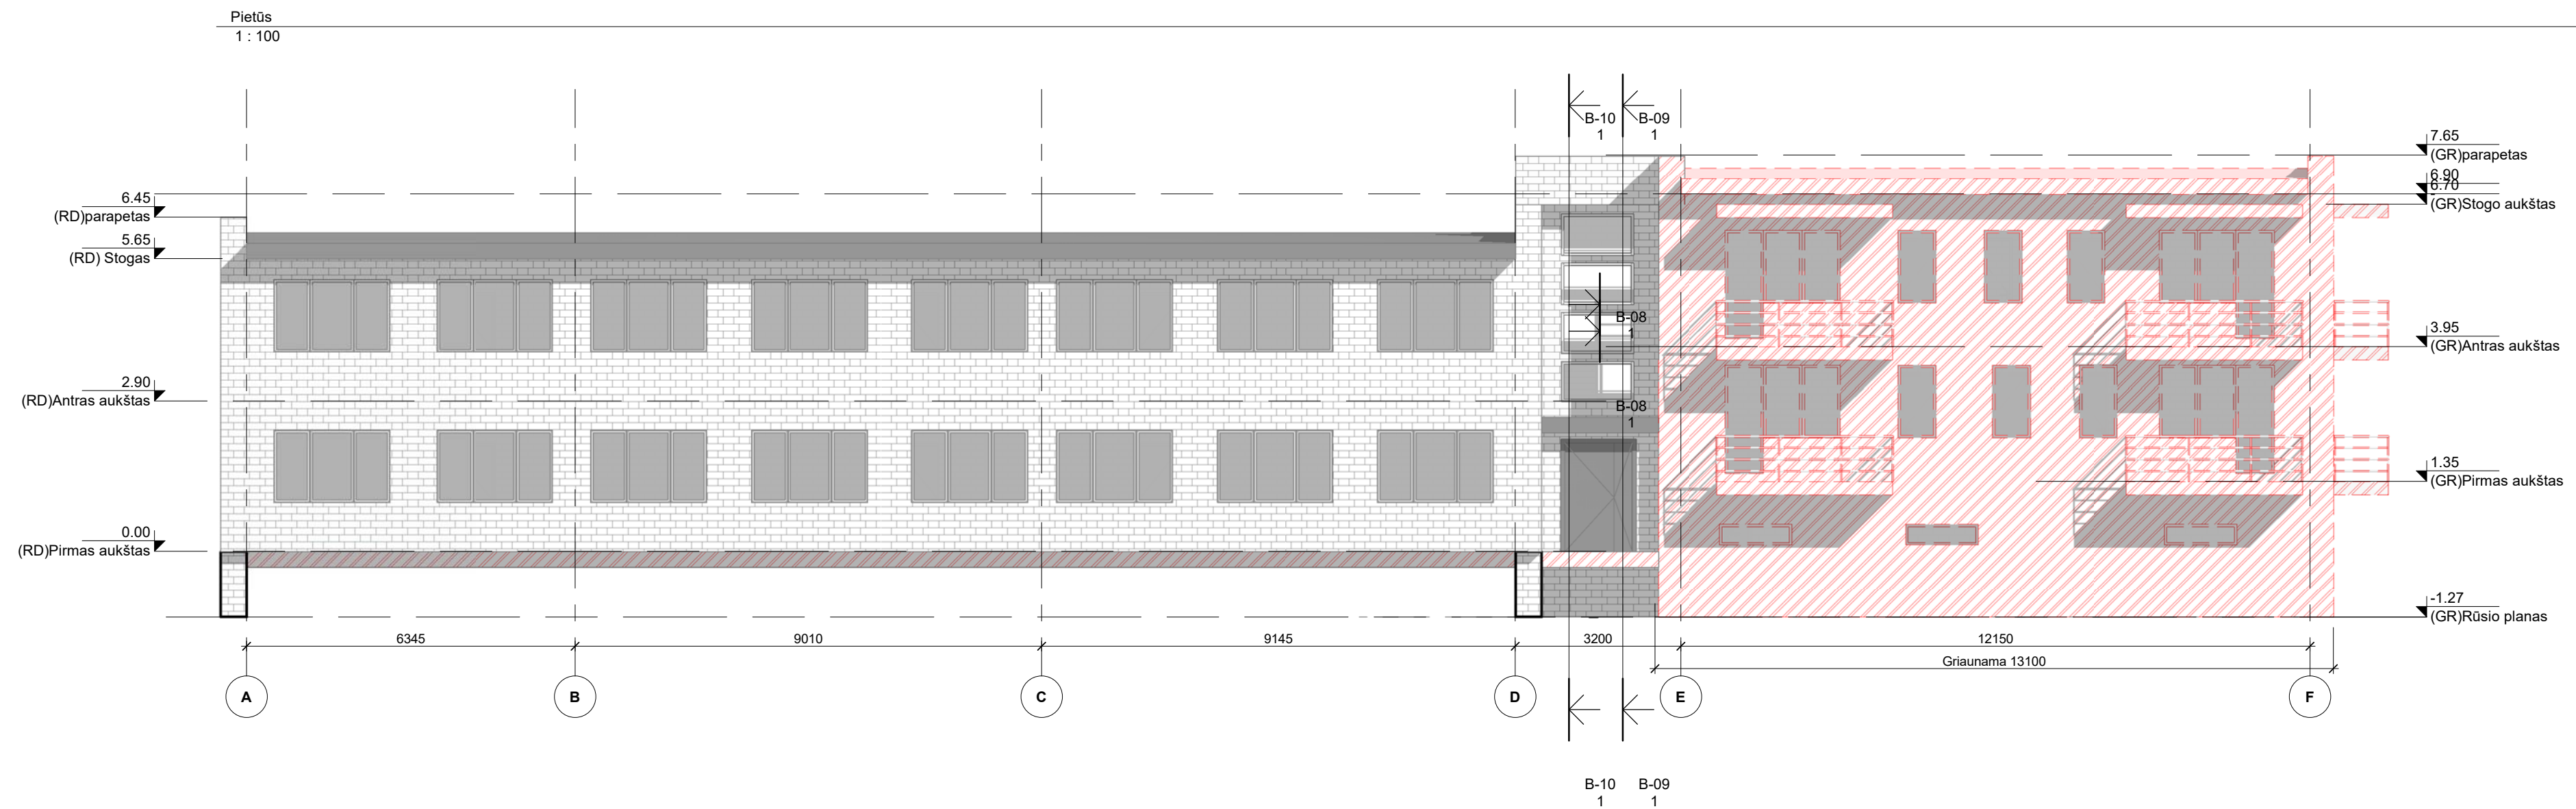 Pietūs
1 : 100
B-10
1
B-09
1
7.65
(GR)parapetas
6.90
6.70
(GR)Stogo aukštas
6.45
(RD)parapetas
5.65
(RD) Stogas
B-08
1
3.95
(GR)Antras aukštas
2.90
(RD)Antras aukštas
B-08
1
1.35
(GR)Pirmas aukštas
0.00
(RD)Pirmas aukštas
-1.27
(GR)Rūsio planas
6345
9010
9145
3200
12150
Griaunama 13100
A
B
C
D
E
F
B-10
1
B-09
1